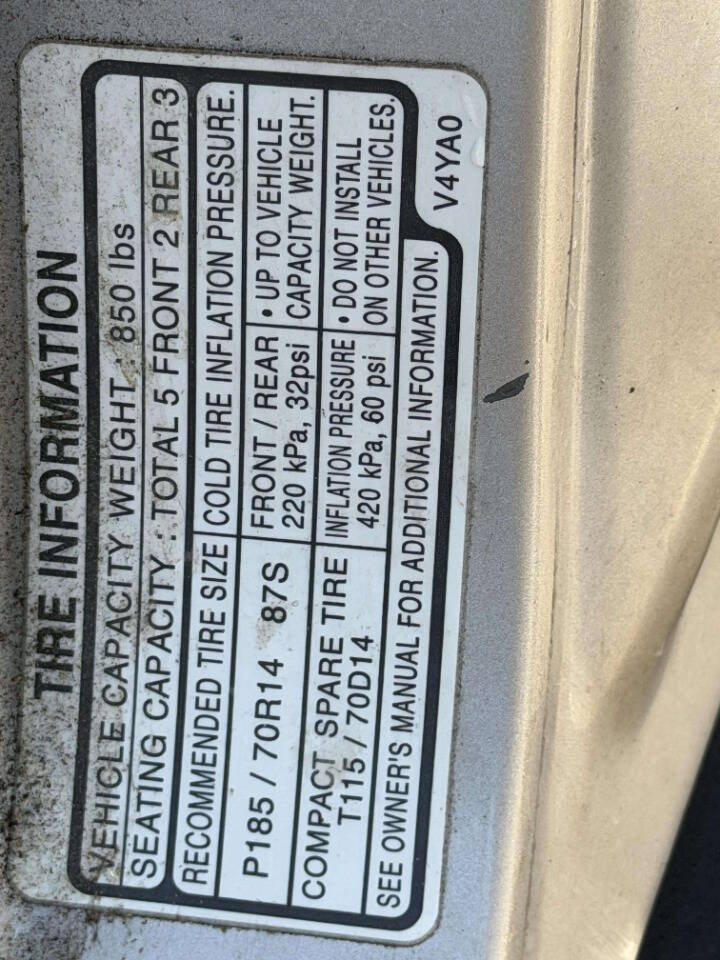 TIRE INFORMATION
VEHICLE CAPACITY WEIGHT : 850 lbs
SEATING CAPACITY : TOTAL 5 FRONT 2 REAR 3
RECOMMENDED TIRE SIZE
COLD TIRE INFLATION PRESSURE.
P185 / 70R14 87S
FRONT / REAR
220 kPa, 32psi
• UP TO VEHICLE
CAPACITY WEIGHT.
COMPACT SPARE TIRE
T115 / 70D14
INFLATION PRESSURE
420 kPa, 60 psi
• DO NOT INSTALL
ON OTHER VEHICLES.
SEE OWNER'S MANUAL FOR ADDITIONAL INFORMATION.
V4YA0